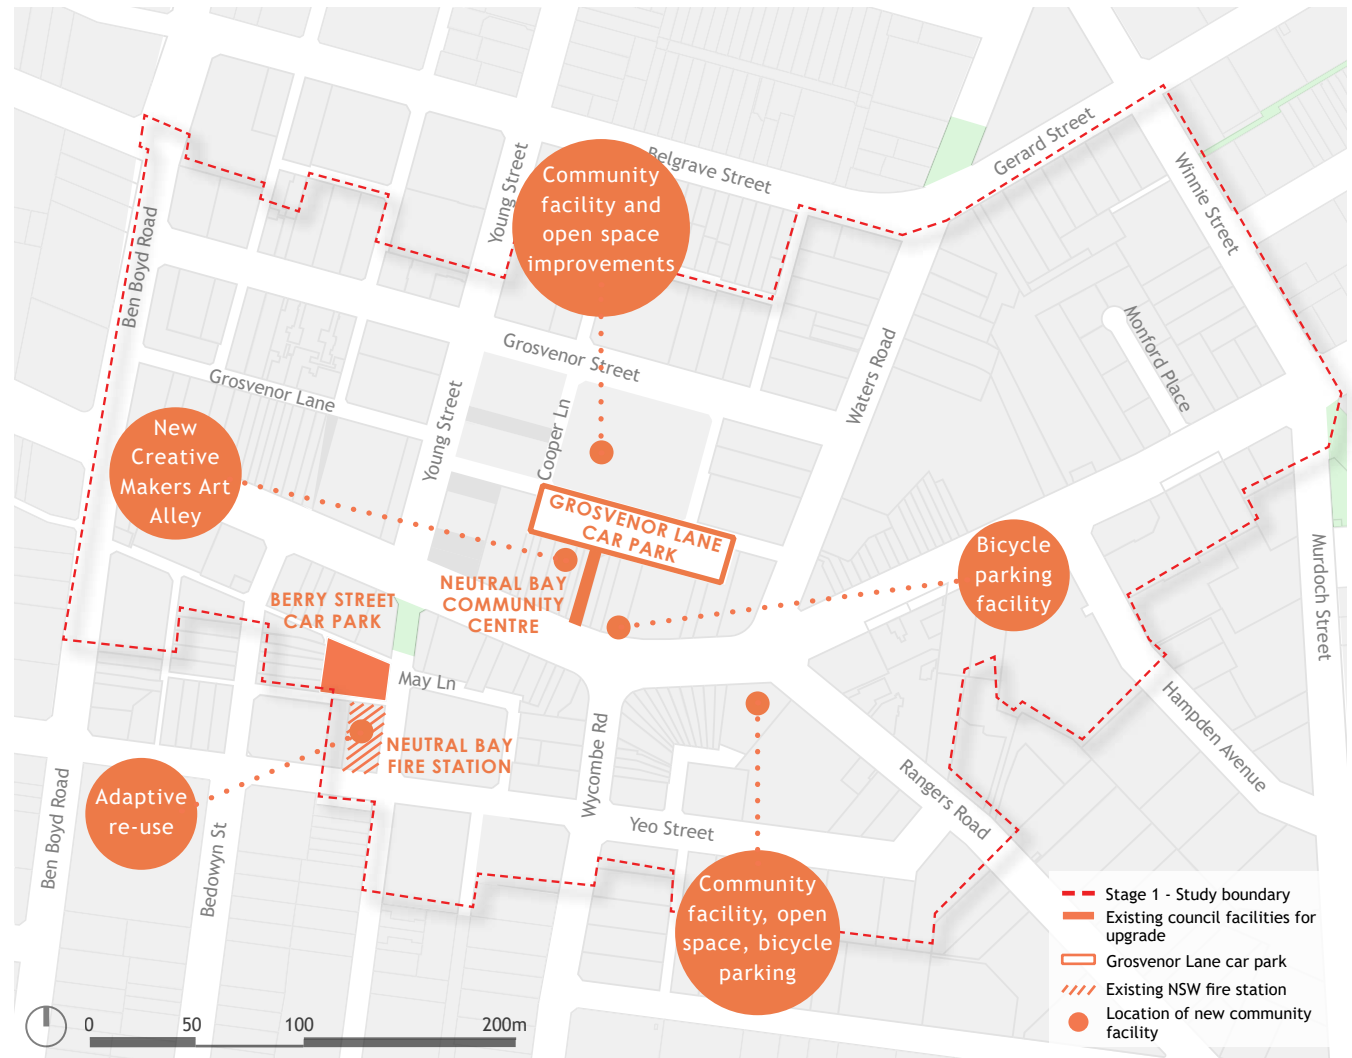 Belgrave Street
Gerard Street
Young Street
Community
facility and
open space
improvements
Winnie Street
Ben Boyd Road
Monford Place
Grosvenor Street
Waters Road
Grosvenor Lane
Young Street
Cooper Ln
New
Creative
Makers Art
Alley
GROSVENOR LANE
CAR PARK
Bicycle
parking
facility
Murdoch Street
NEUTRAL BAY
COMMUNITY
CENTRE
BERRY STREET
CAR PARK
May Ln
Hampden Avenue
NEUTRAL BAY
FIRE STATION
Wycombe Rd
Rangers Road
Adaptive
re-use
Ben Boyd Road
Bedowyn St
Yeo Street
Community
facility, open
space, bicycle
parking
Stage 1 - Study boundary
Existing council facilities for
upgrade
Grosvenor Lane car park
Existing NSW fire station
Location of new community
facility
0 50 100 200m